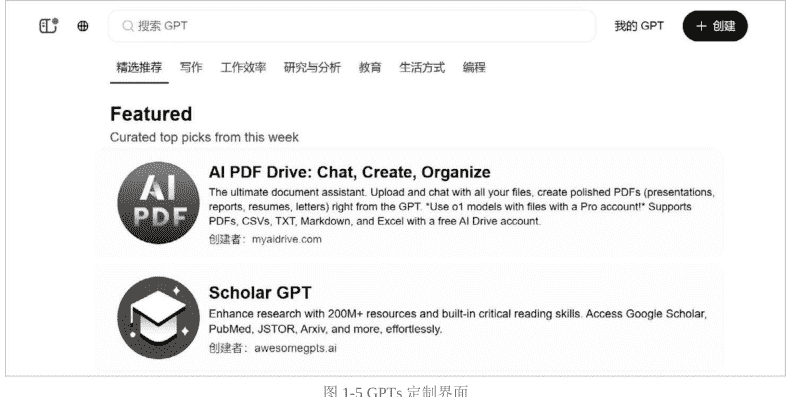 搜索 GPT
我的 GPT
+ 创建
精选推荐 写作 工作效率 研究与分析 教育 生活方式 编程
Featured
Curated top picks from this week
AI
PDF
AI PDF Drive: Chat, Create, Organize
The ultimate document assistant. Upload and chat with all your files, create polished PDFs (presentations,
reports, resumes, letters) right from the GPT. *Use o1 models with files with a Pro account!* Supports
PDFs, CSVs, TXT, Markdown, and Excel with a free AI Drive account.
创建者：myaidrive.com
Scholar GPT
Enhance research with 200M+ resources and built-in critical reading skills. Access Google Scholar,
PubMed, JSTOR, Arxiv, and more, effortlessly.
创建者：awesomegpts.ai
图 1-5 GPTs 定制界面